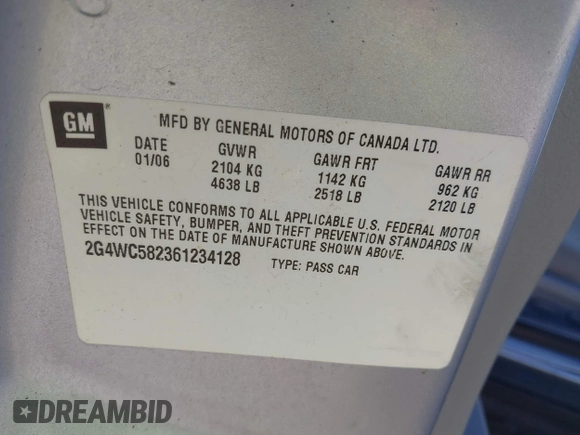 GM®
MFD BY GENERAL MOTORS OF CANADA LTD.
DATE GVWR GAWR FRT GAWR RR
01/06 2104 KG 1142 KG 962 KG
4638 LB 2518 LB 2120 LB
THIS VEHICLE CONFORMS TO ALL APPLICABLE U.S. FEDERAL MOTOR
VEHICLE SAFETY, BUMPER, AND THEFT PREVENTION STANDARDS IN
EFFECT ON THE DATE OF MANUFACTURE SHOWN ABOVE.
2G4WC582361234128 TYPE: PASS CAR
DREAMBID